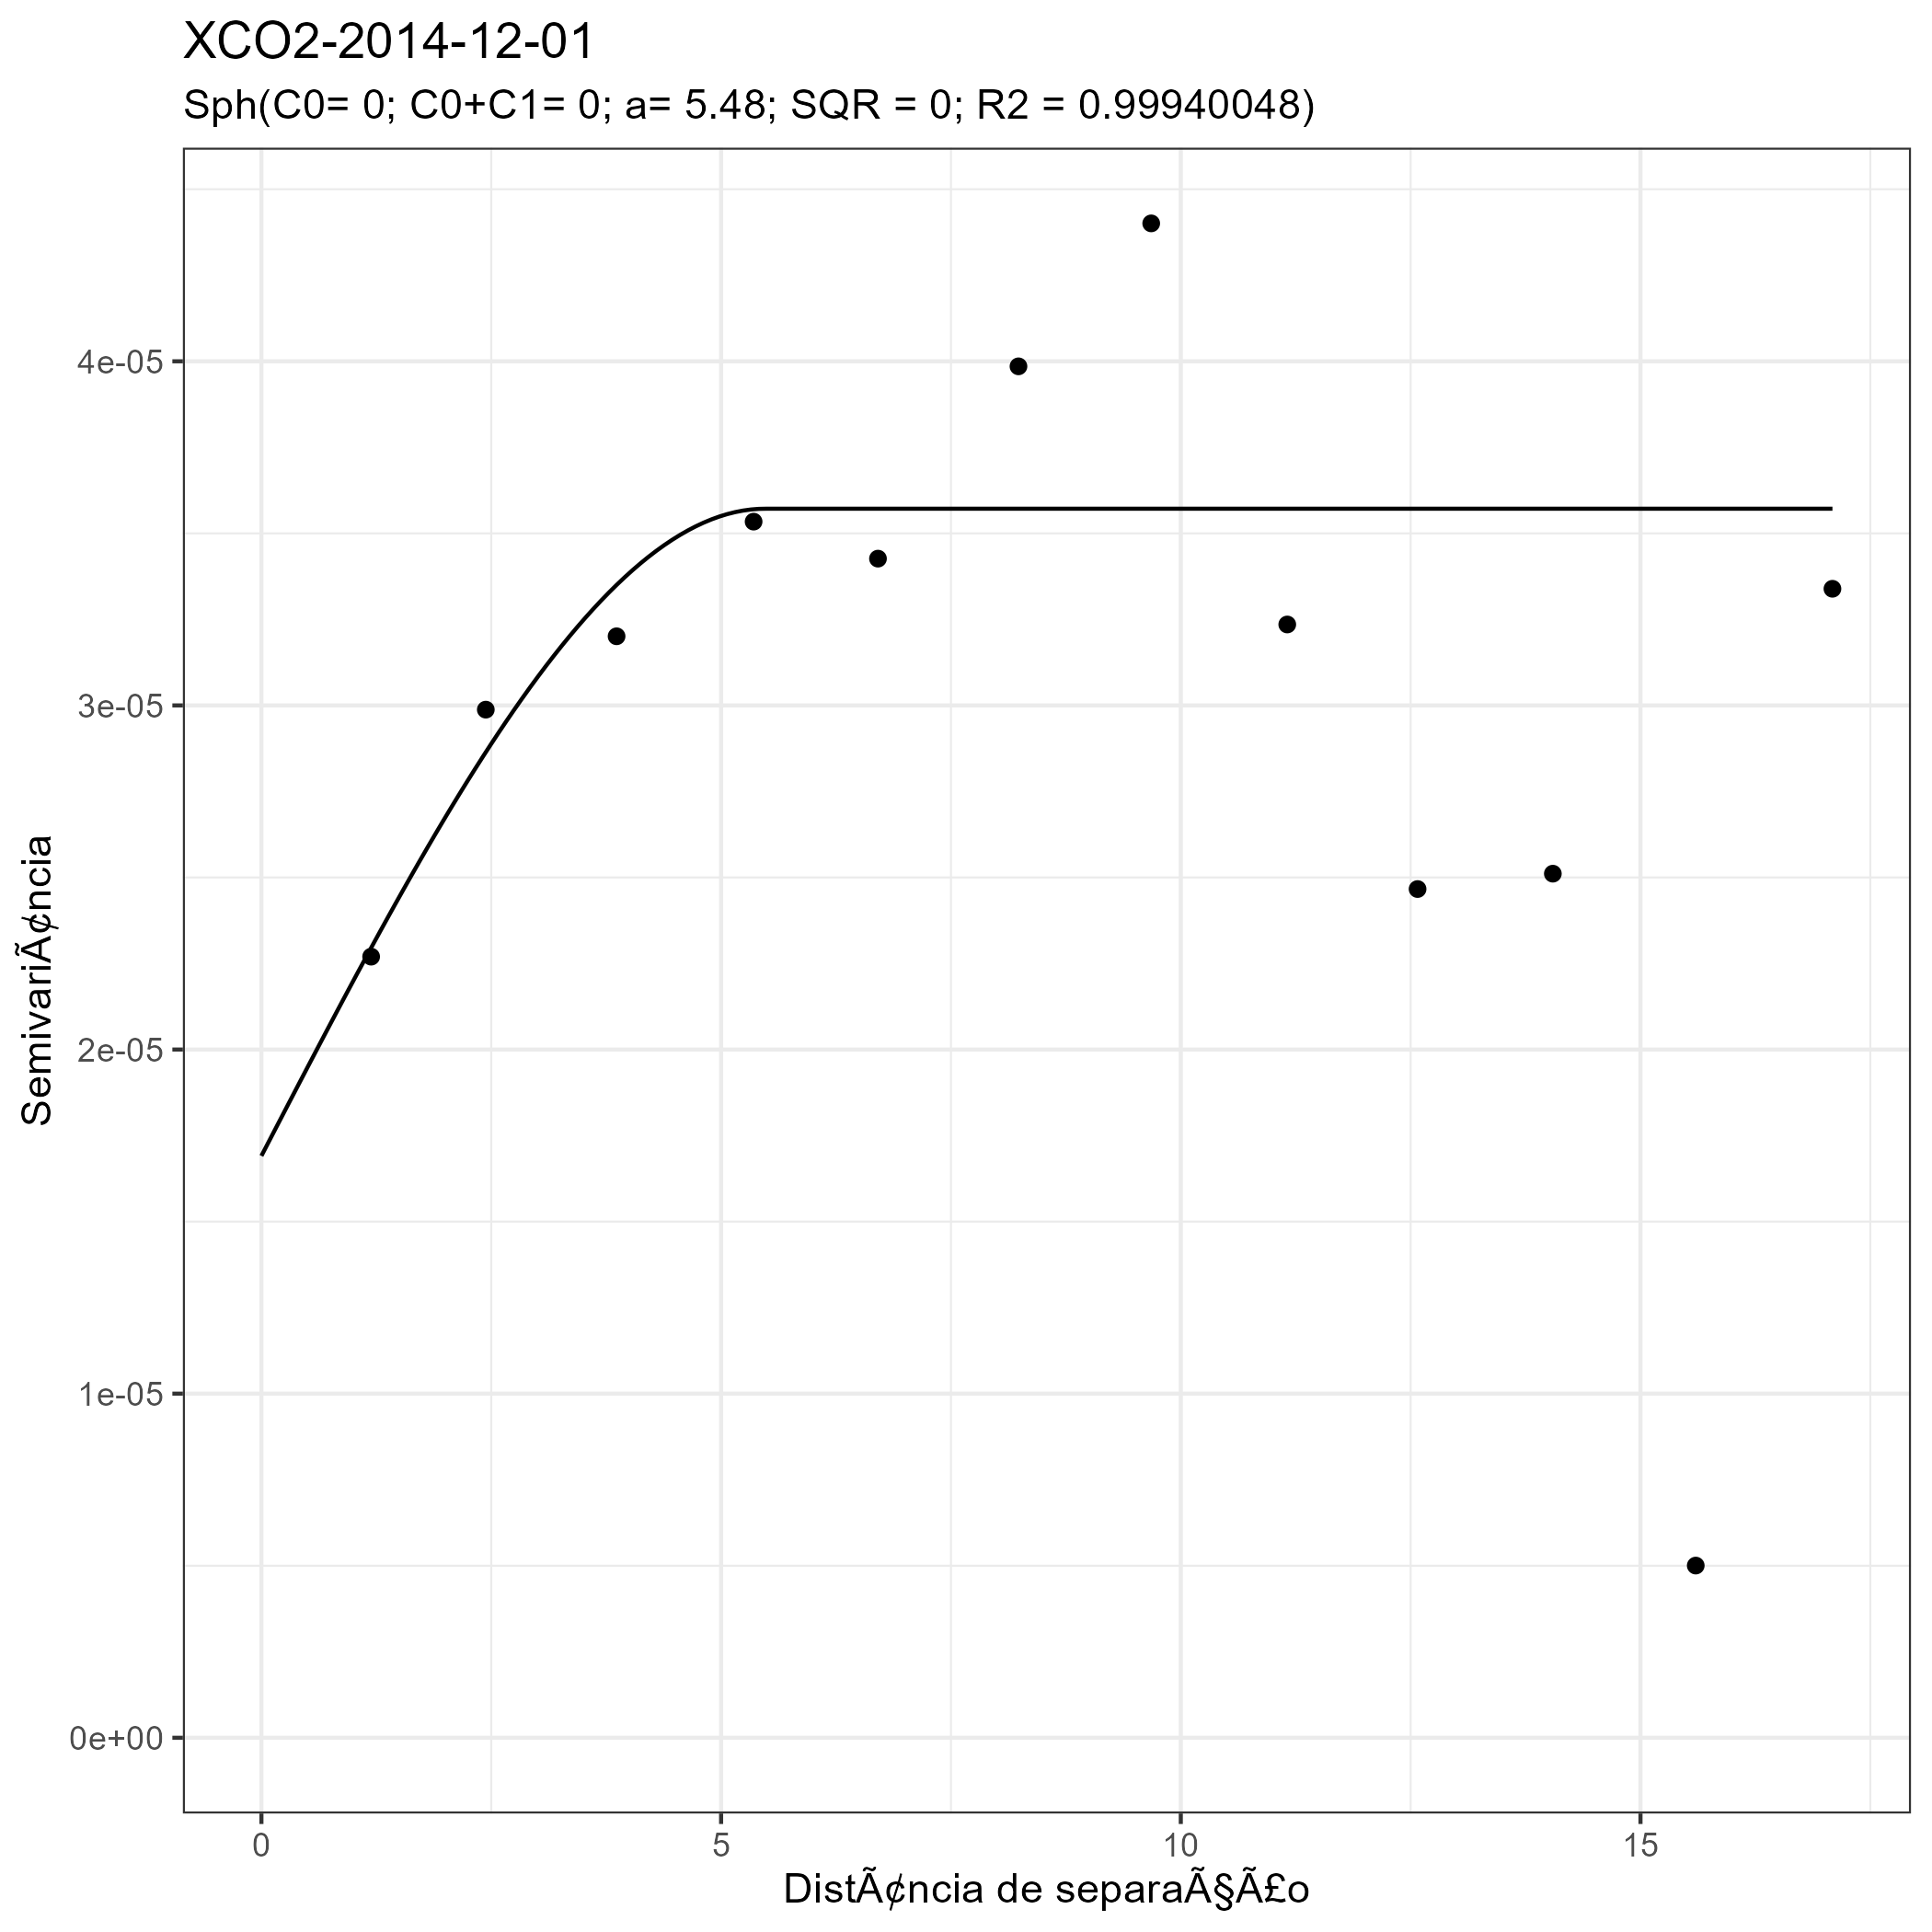 XCO2-2014-12-01
Sph(C0= 0; C0+C1= 0; a= 5.48; SQR = 0; R2 = 0.99940048)
SemivariÃ¢ncia
4e-05
3e-05
2e-05
1e-05
0e+00
0
5
10
15
DistÃ¢ncia de separaÃ§Ã£o